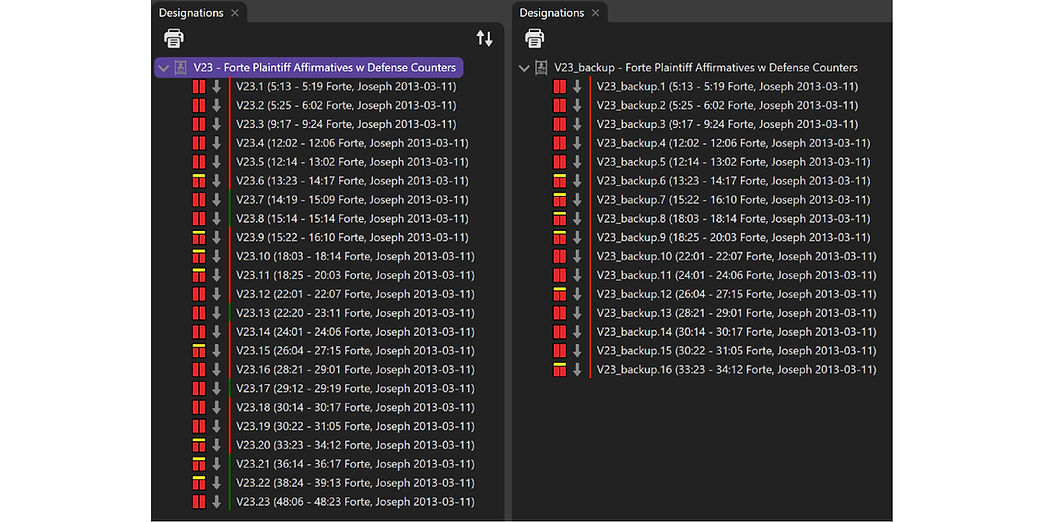 Designations
V23 - Forte Plaintiff Affirmatives w Defense Counters
V23.1 (5:13 - 5:19 Forte, Joseph 2013-03-11)
V23.2 (5:25 - 6:02 Forte, Joseph 2013-03-11)
V23.3 (9:17 - 9:24 Forte, Joseph 2013-03-11)
V23.4 (12:02 - 12:06 Forte, Joseph 2013-03-11)
V23.5 (12:14 - 13:02 Forte, Joseph 2013-03-11)
V23.6 (13:23 - 14:17 Forte, Joseph 2013-03-11)
V23.7 (14:19 - 15:09 Forte, Joseph 2013-03-11)
V23.8 (15:14 - 15:14 Forte, Joseph 2013-03-11)
V23.9 (15:22 - 16:10 Forte, Joseph 2013-03-11)
V23.10 (18:03 - 18:14 Forte, Joseph 2013-03-11)
V23.11 (18:25 - 20:03 Forte, Joseph 2013-03-11)
V23.12 (22:01 - 22:07 Forte, Joseph 2013-03-11)
V23.13 (22:20 - 23:11 Forte, Joseph 2013-03-11)
V23.14 (24:01 - 24:06 Forte, Joseph 2013-03-11)
V23.15 (26:04 - 27:15 Forte, Joseph 2013-03-11)
V23.16 (28:21 - 29:01 Forte, Joseph 2013-03-11)
V23.17 (29:12 - 29:19 Forte, Joseph 2013-03-11)
V23.18 (30:14 - 30:17 Forte, Joseph 2013-03-11)
V23.19 (30:22 - 31:05 Forte, Joseph 2013-03-11)
V23.20 (33:23 - 34:12 Forte, Joseph 2013-03-11)
V23.21 (36:14 - 36:17 Forte, Joseph 2013-03-11)
V23.22 (38:24 - 39:13 Forte, Joseph 2013-03-11)
V23.23 (48:06 - 48:23 Forte, Joseph 2013-03-11)
Designations
V23_backup - Forte Plaintiff Affirmatives w Defense Counters
V23_backup.1 (5:13 - 5:19 Forte, Joseph 2013-03-11)
V23_backup.2 (5:25 - 6:02 Forte, Joseph 2013-03-11)
V23_backup.3 (9:17 - 9:24 Forte, Joseph 2013-03-11)
V23_backup.4 (12:02 - 12:06 Forte, Joseph 2013-03-11)
V23_backup.5 (12:14 - 13:02 Forte, Joseph 2013-03-11)
V23_backup.6 (13:23 - 14:17 Forte, Joseph 2013-03-11)
V23_backup.7 (15:22 - 16:10 Forte, Joseph 2013-03-11)
V23_backup.8 (18:03 - 18:14 Forte, Joseph 2013-03-11)
V23_backup.9 (18:25 - 20:03 Forte, Joseph 2013-03-11)
V23_backup.10 (22:01 - 22:07 Forte, Joseph 2013-03-11)
V23_backup.11 (24:01 - 24:06 Forte, Joseph 2013-03-11)
V23_backup.12 (26:04 - 27:15 Forte, Joseph 2013-03-11)
V23_backup.13 (28:21 - 29:01 Forte, Joseph 2013-03-11)
V23_backup.14 (30:14 - 30:17 Forte, Joseph 2013-03-11)
V23_backup.15 (30:22 - 31:05 Forte, Joseph 2013-03-11)
V23_backup.16 (33:23 - 34:12 Forte, Joseph 2013-03-11)